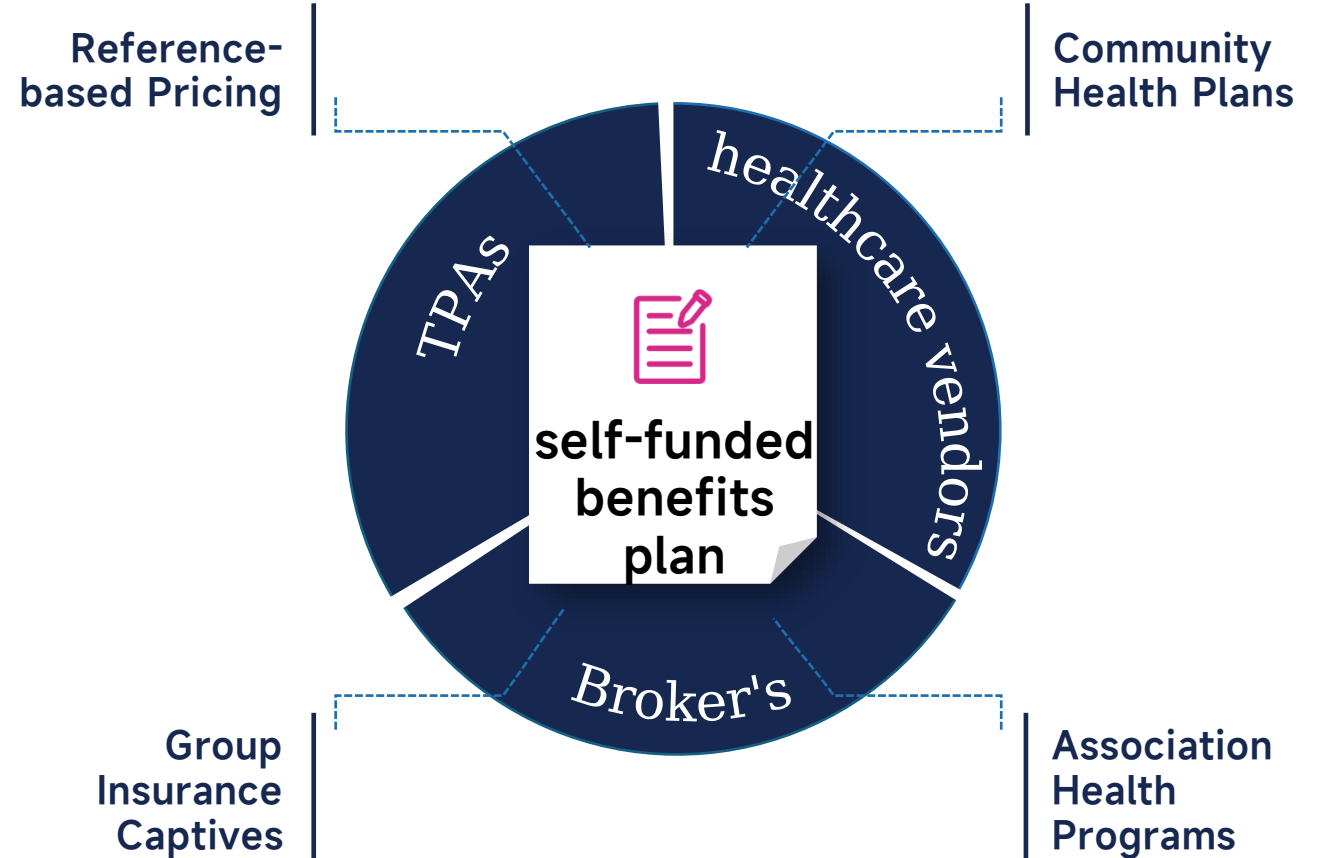 Reference-
based Pricing
Community
Health Plans
TPAs
healthcare vendors
self-funded
benefits
plan
Broker's
Group
Insurance
Captives
Association
Health
Programs